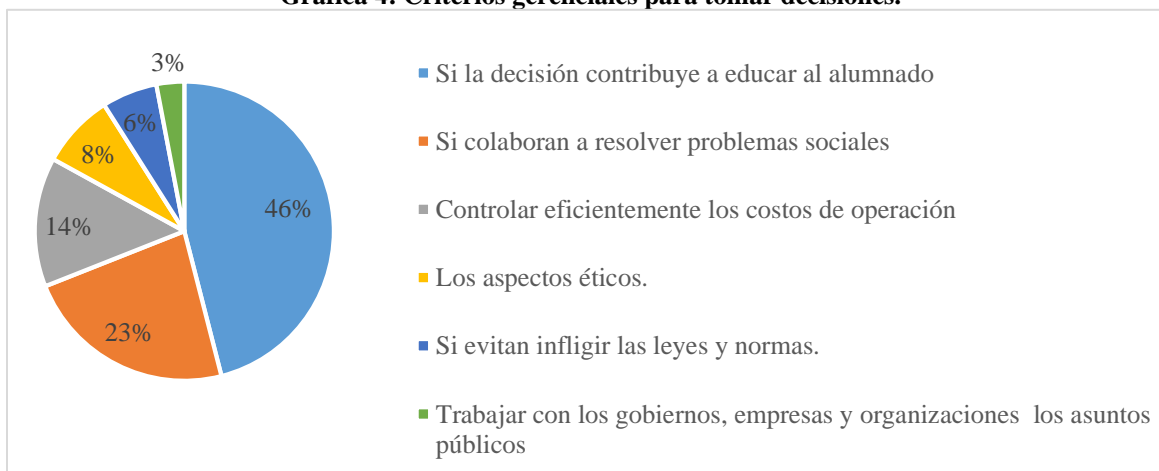 Gráfica 4: Criterios gerenciales para tomar decisiones.
3%
6%
8%
14%
23%
46%
Si la decisión contribuye a educar al alumnado
Si colaboran a resolver problemas sociales
Controlar eficientemente los costos de operación
Los aspectos éticos.
Si evitan infligir las leyes y normas.
Trabajar con los gobiernos, empresas y organizaciones los asuntos
públicos